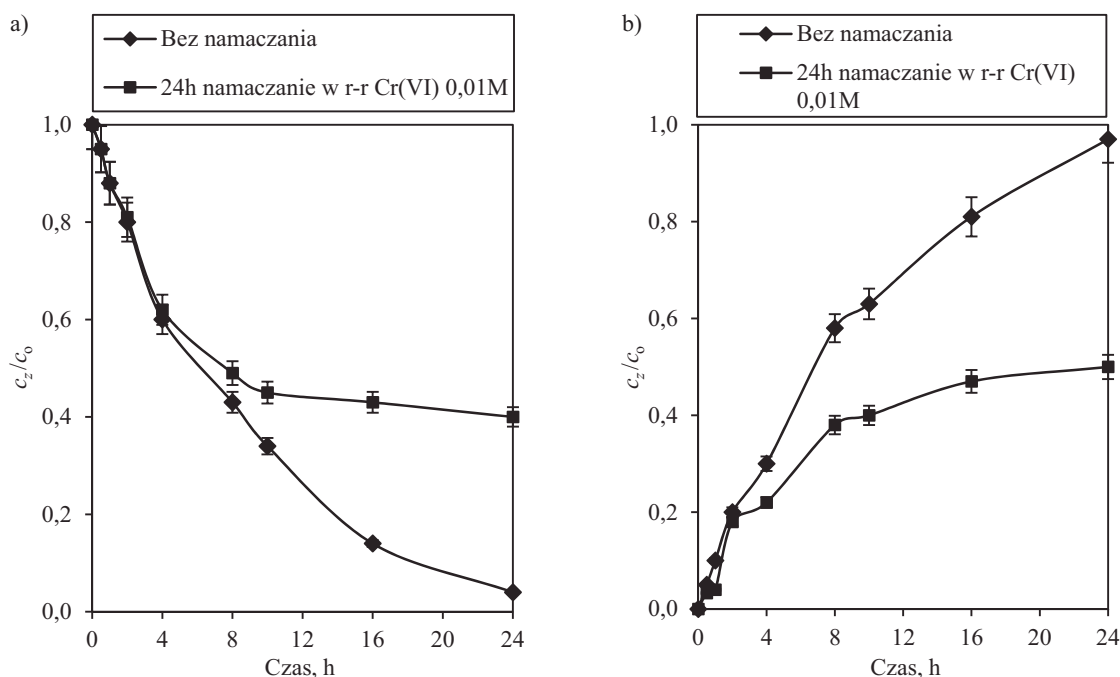 a)
Bez namaczania
24h namaczanie w r-r Cr(VI) 0,01M
1,0
0,8
0,6
0,4
0,2
0,0
c_z/c_o
0 4 8 12 16 20 24
Czas, h
b)
Bez namaczania
24h namaczanie w r-r Cr(VI)
0,01M
1,0
0,8
0,6
0,4
0,2
0,0
c_z/c_o
0 4 8 12 16 20 24
Czas, h